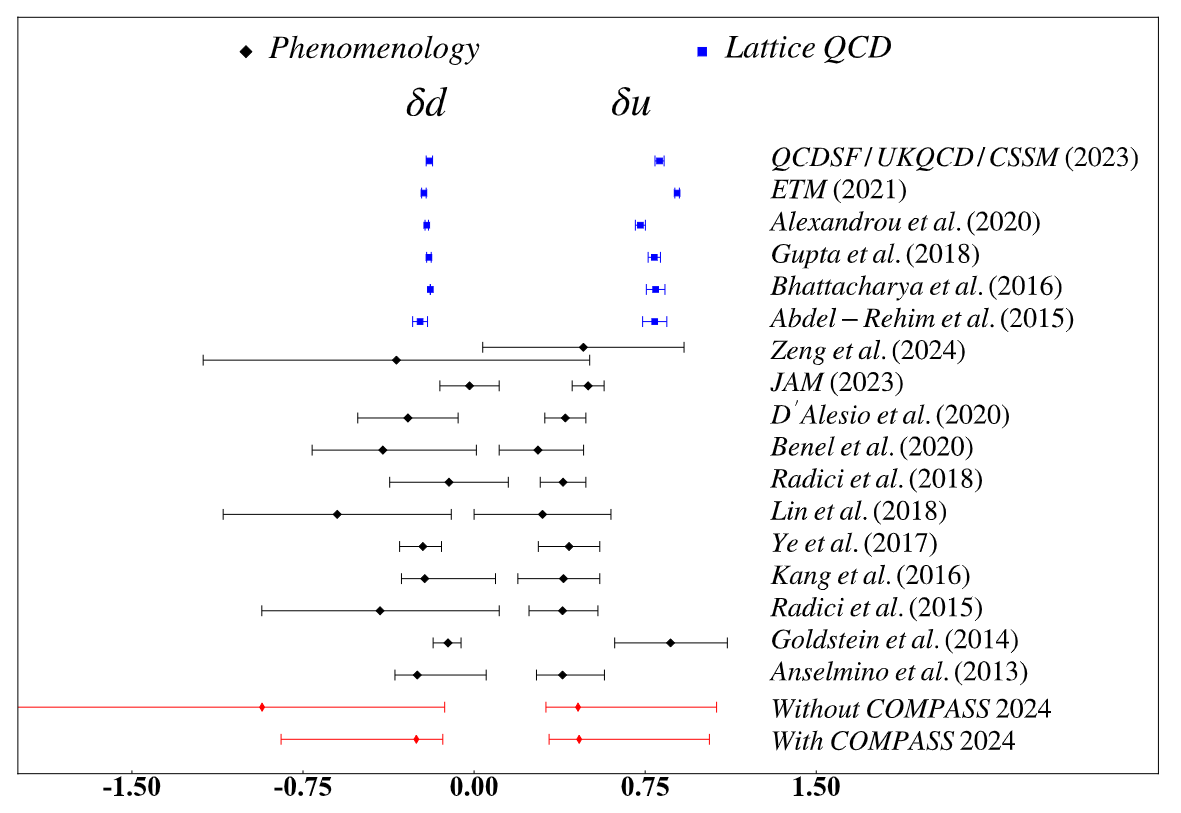 Phenomenology Lattice QCD
δd δu
QCDSF/UKQCD/CSSM (2023)
ETM (2021)
Alexandrou et al. (2020)
Gupta et al. (2018)
Bhattacharya et al. (2016)
Abdel−Rehim et al. (2015)
Zeng et al. (2024)
JAM (2023)
D′Alesio et al. (2020)
Benel et al. (2020)
Radici et al. (2018)
Lin et al. (2018)
Ye et al. (2017)
Kang et al. (2016)
Radici et al. (2015)
Goldstein et al. (2014)
Anselmino et al. (2013)
Without COMPASS 2024
With COMPASS 2024
-1.50 -0.75 0.00 0.75 1.50